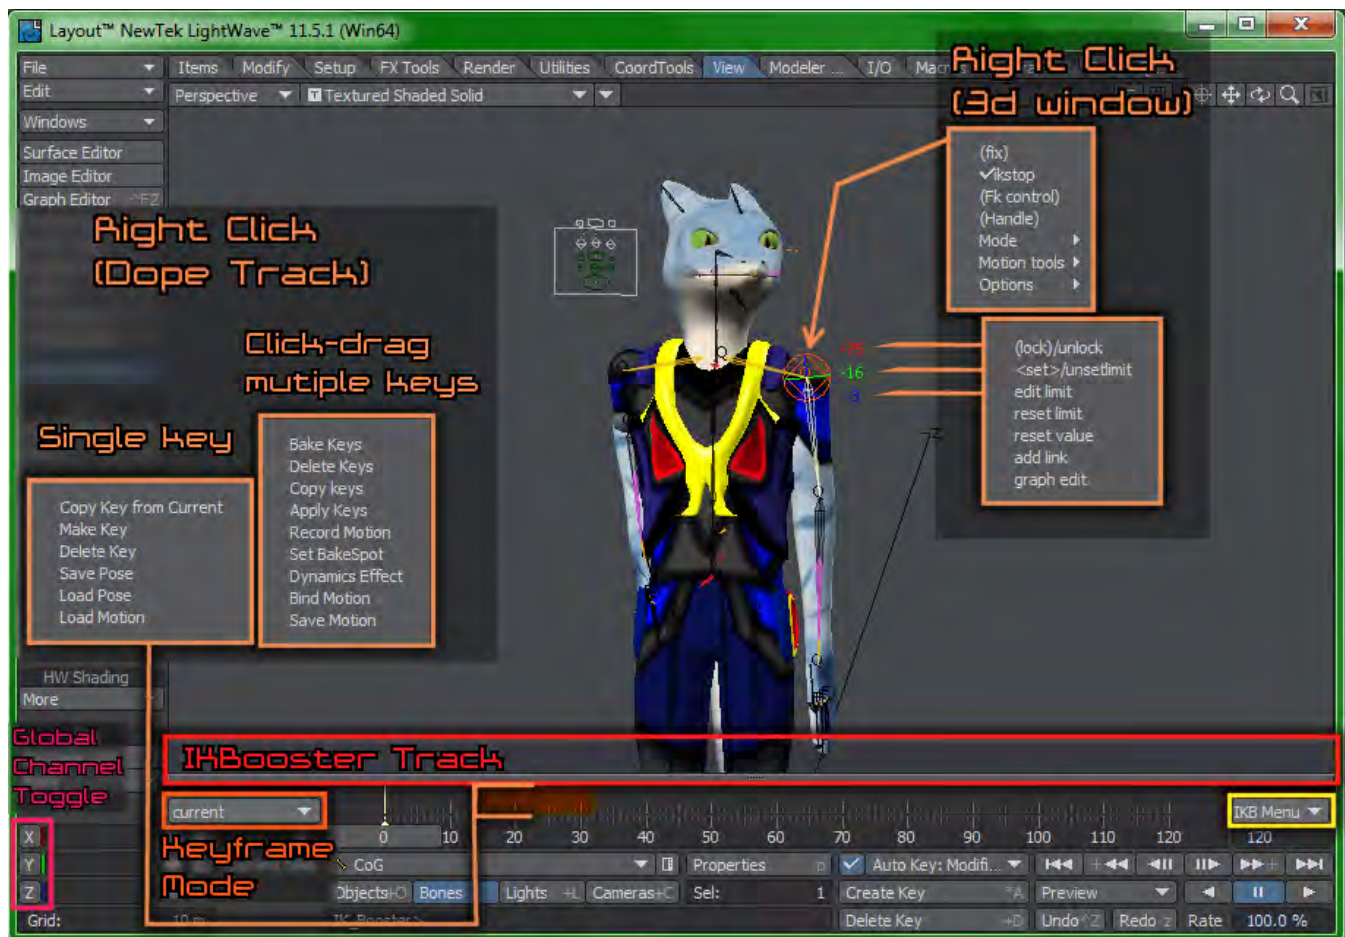 Layout™ NewTek LightWave™ 11.5.1 (Win64)
File
Items Modify Setup FX Tools Render Utilities CoordTools View Modeler ... I/O
Edit
Perspective
T Textured Shaded Solid
Windows
Surface Editor
Image Editor
Graph Editor ^F2
Right Click
(3d window)
(fix)
✓ikstop
(Fk control)
(Handle)
Mode
Motion tools
Options
-75
-16
-3
(lock)/unlock
<set>/unsetlimit
edit limit
reset limit
reset value
add link
graph edit
Right Click
(Dope Track)
Click-drag
mutiple keys
Single key
Copy Key from Current
Make Key
Delete Key
Save Pose
Load Pose
Load Motion
Bake Keys
Delete Keys
Copy keys
Apply Keys
Record Motion
Set BakeSpot
Dynamics Effect
Bind Motion
Save Motion
HW Shading
More
Global
Channel
Toggle
IKBooster Track
current
IKB Menu
0 10 20 30 40 50 60 70 80 90 100 110 120 120
Keyframe
Mode
X
Y
Z
CoG
Properties p
Auto Key: Modifi...
Objects+O Bones Lights +L Cameras+C
Sel: 1
Create Key
Preview
Grid: 10 m
IK_Booster>
Delete Key +D
Undo ^Z Redo z Rate 100.0 %